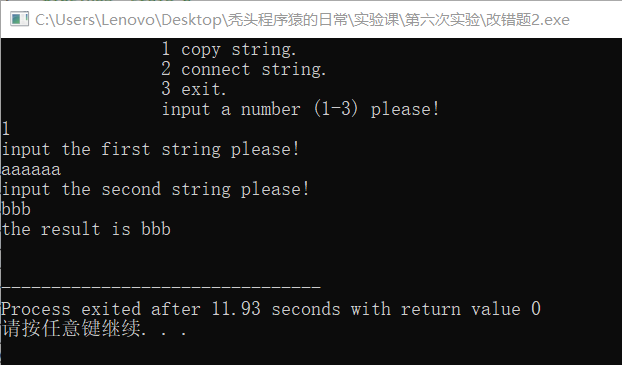 C:\Users\Lenovo\Desktop\秃头程序猿的日常\实验课\第六次实验\改错题2.exe
1 copy string.
2 connect string.
3 exit.
input a number (1-3) please!
1
input the first string please!
aaaaaa
input the second string please!
bbb
the result is bbb
--------------------------------
Process exited after 11.93 seconds with return value 0
请按任意键继续. . .